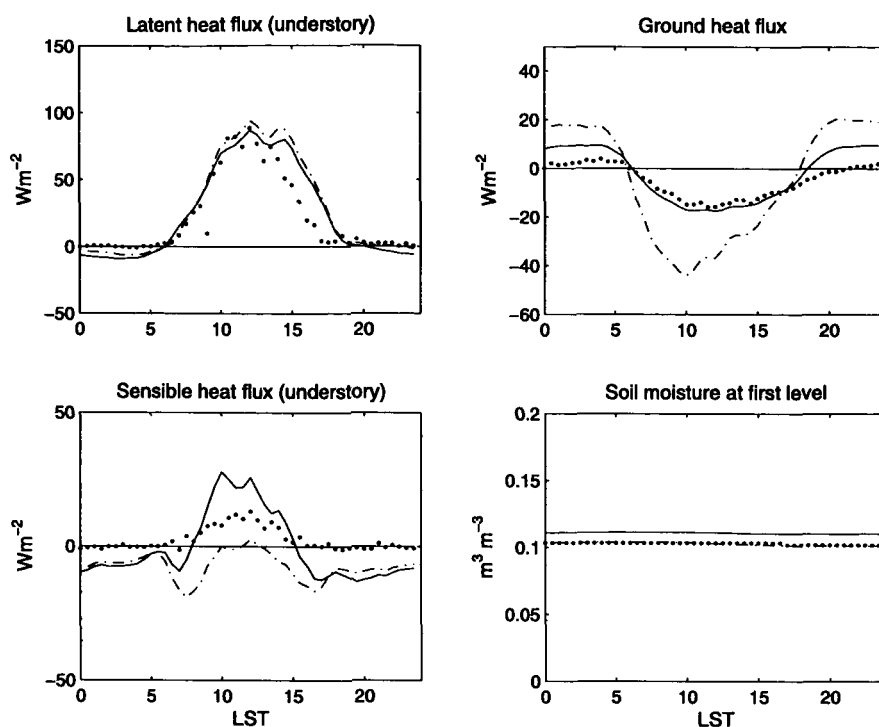 Latent heat flux (understory)
150
100
50
0
−50
Wm⁻²
0 5 10 15 20
Ground heat flux
40
20
0
−20
−40
−60
Wm⁻²
0 5 10 15 20
Sensible heat flux (understory)
50
0
−50
Wm⁻²
0 5 10 15 20
LST
Soil moisture at first level
0.2
0.15
0.1
0.05
0
m³ m⁻³
0 5 10 15 20
LST